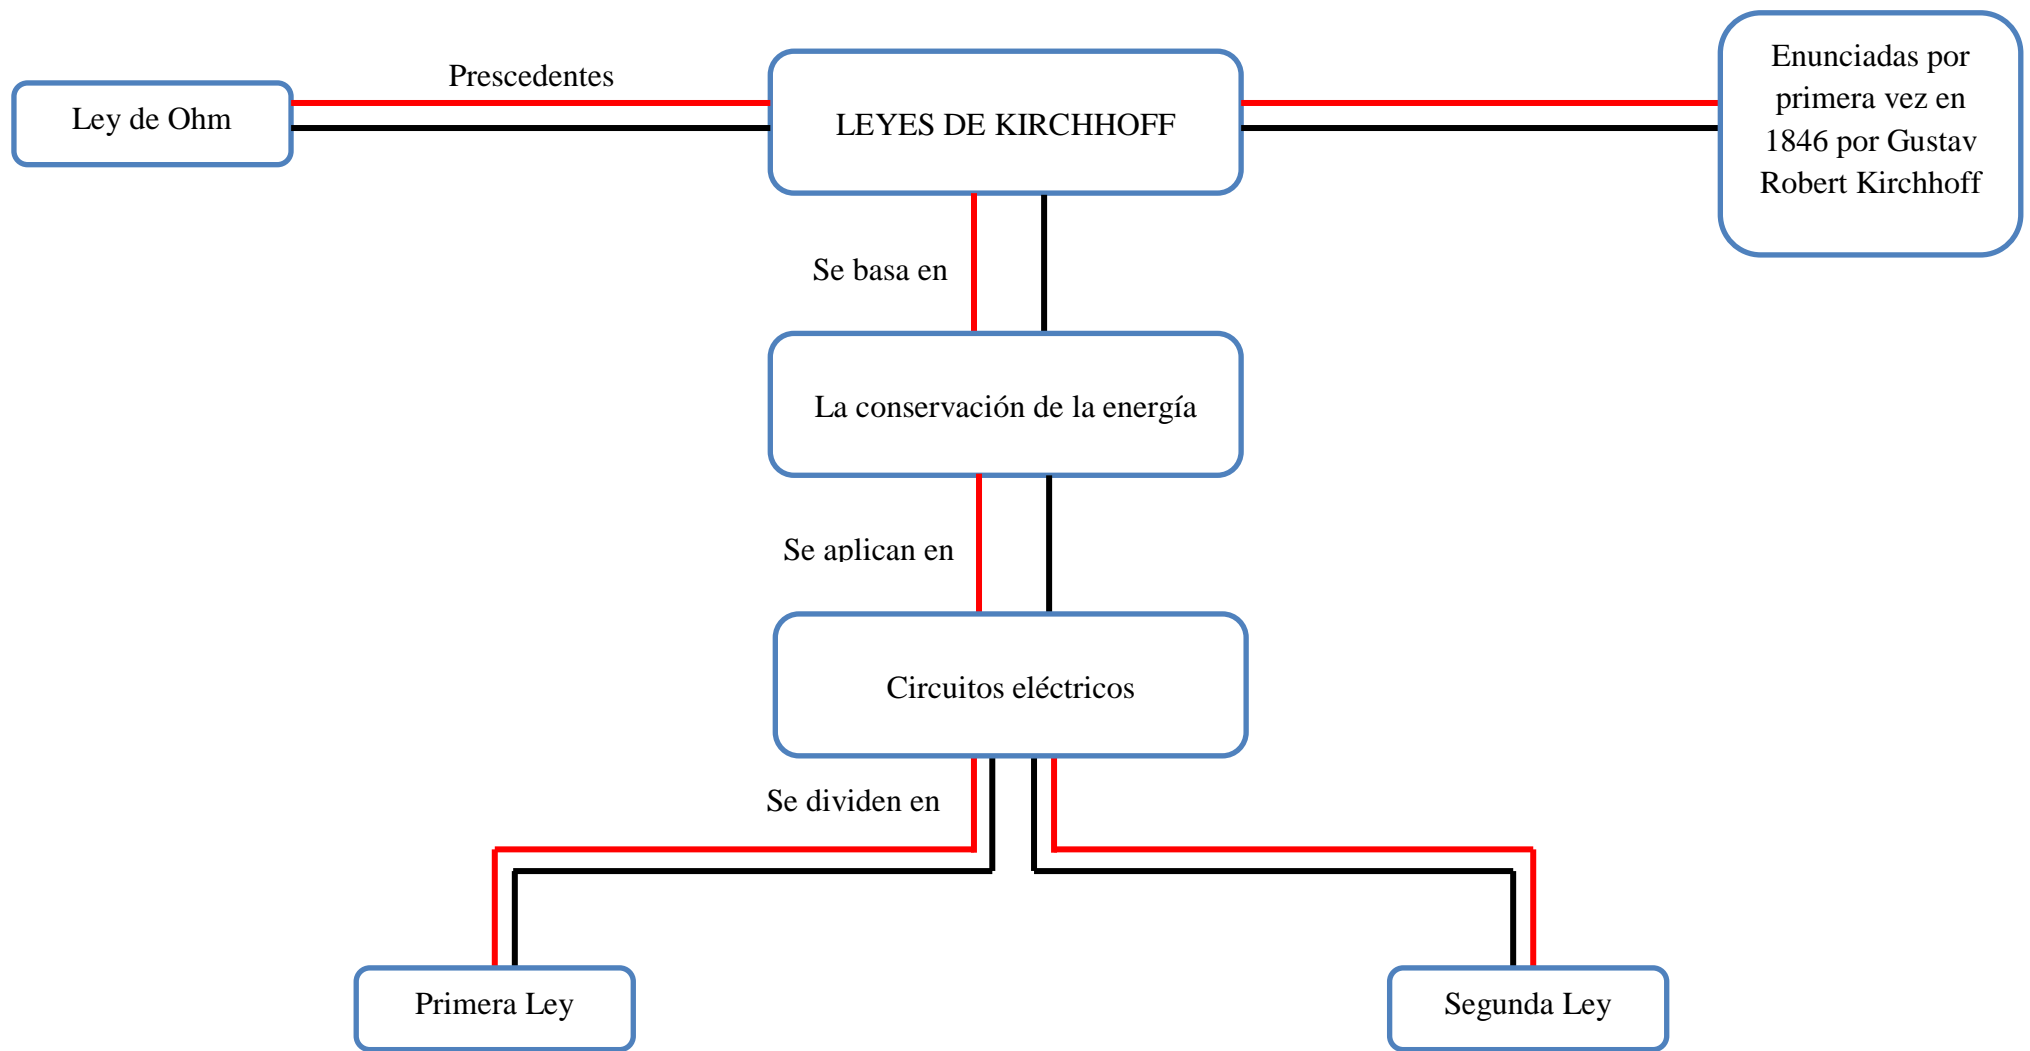 Prescedentes
Ley de Ohm
LEYES DE KIRCHHOFF
Enunciadas por
primera vez en
1846 por Gustav
Robert Kirchhoff
Se basa en
La conservación de la energía
Se aplican en
Circuitos eléctricos
Se dividen en
Primera Ley
Segunda Ley